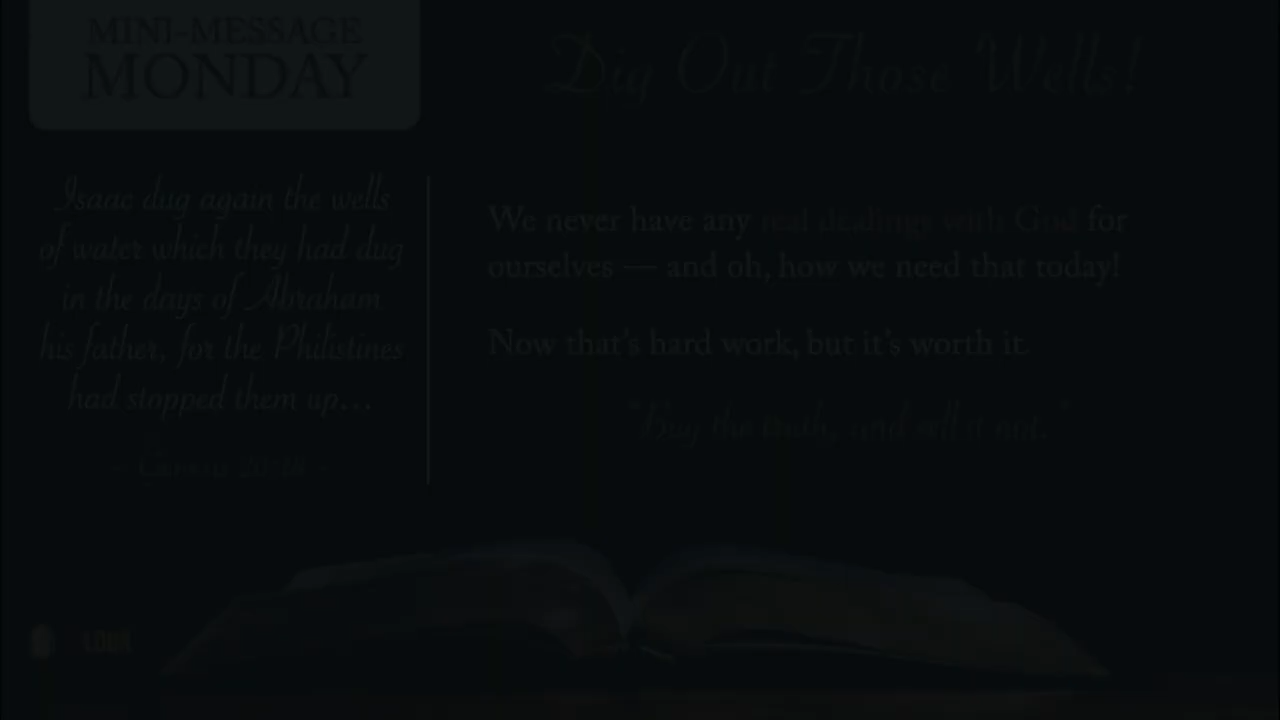 MINI-MESSAGE
MONDAY
Dig Out Those Wells!
Isaac dug again the wells
of water which they had dug
in the days of Abraham
his father, for the Philistines
had stopped them up...
We never have any real dealings with God for
ourselves — and oh, how we need that today!
Now that's hard work, but it's worth it.
"Buy the truth, and sell it not."